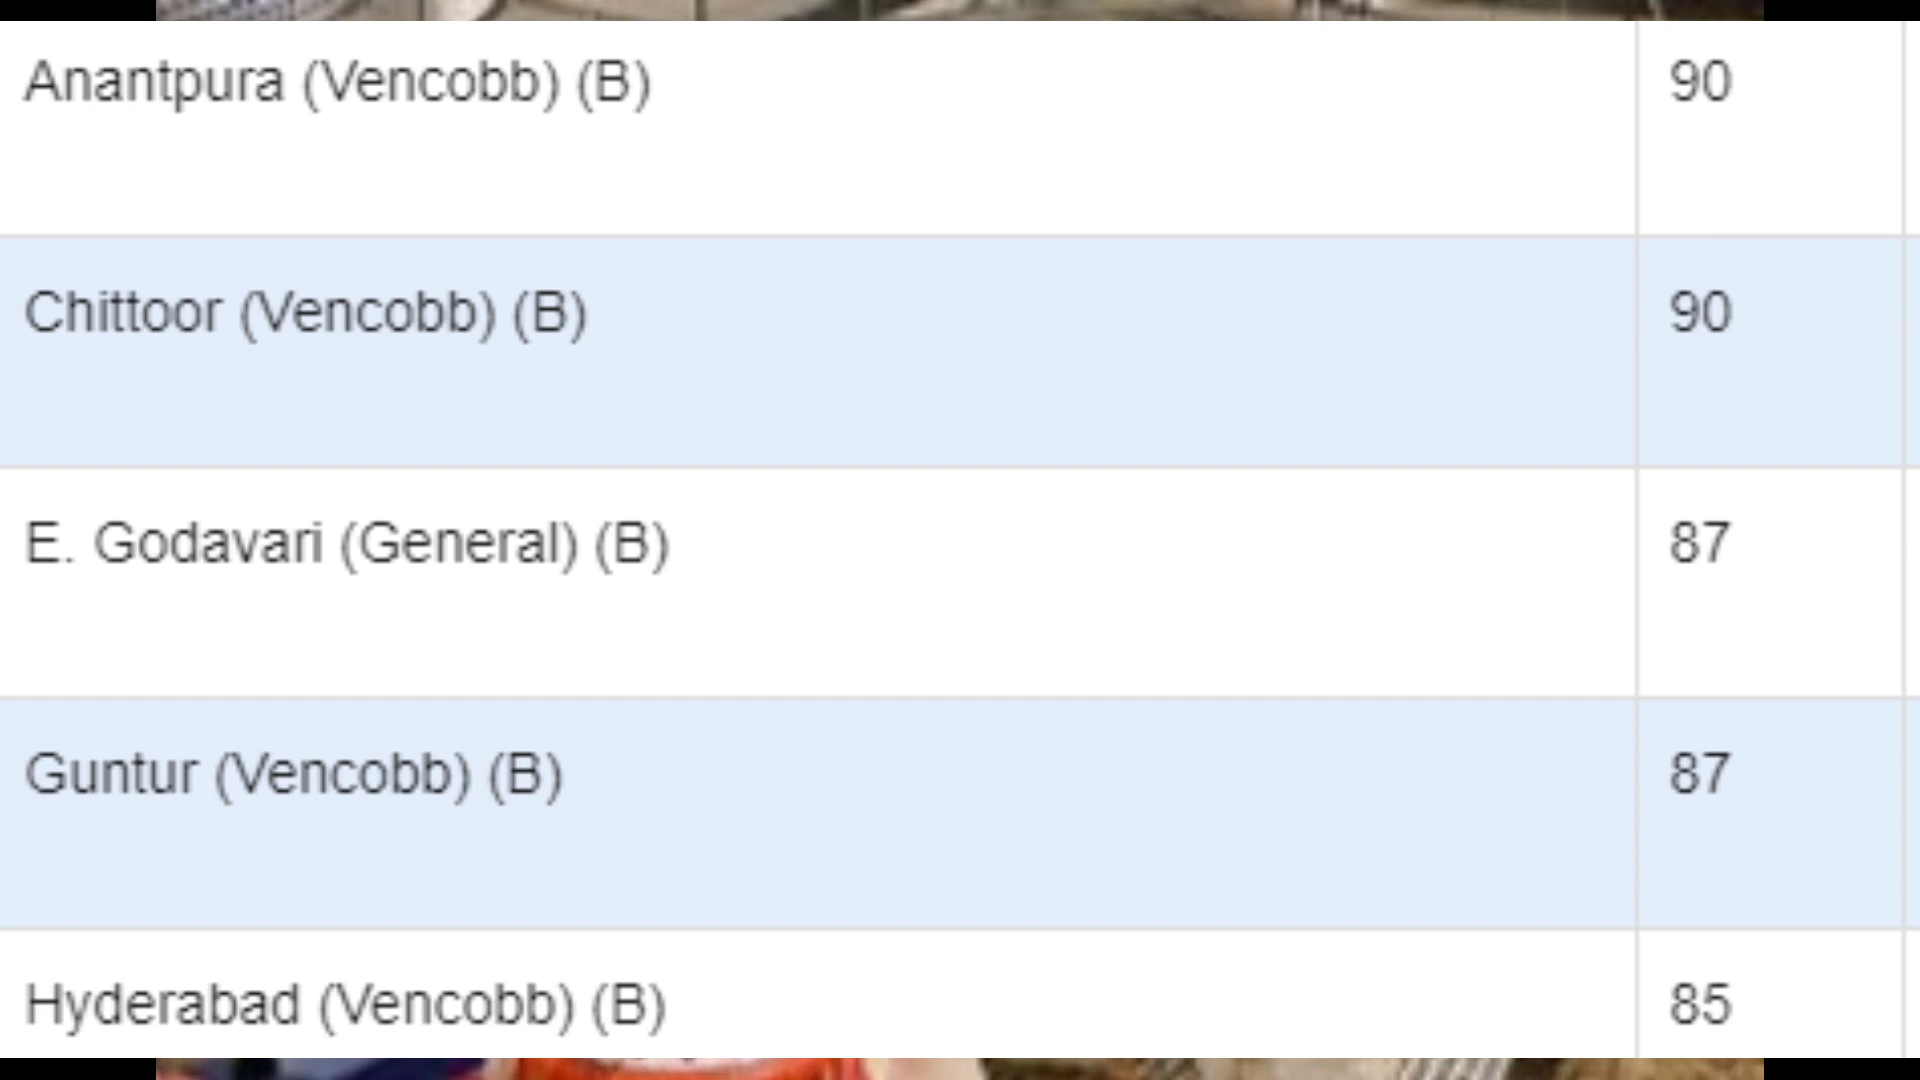 Anantpura (Vencobb) (B) 90
Chittoor (Vencobb) (B) 90
E. Godavari (General) (B) 87
Guntur (Vencobb) (B) 87
Hyderabad (Vencobb) (B) 85